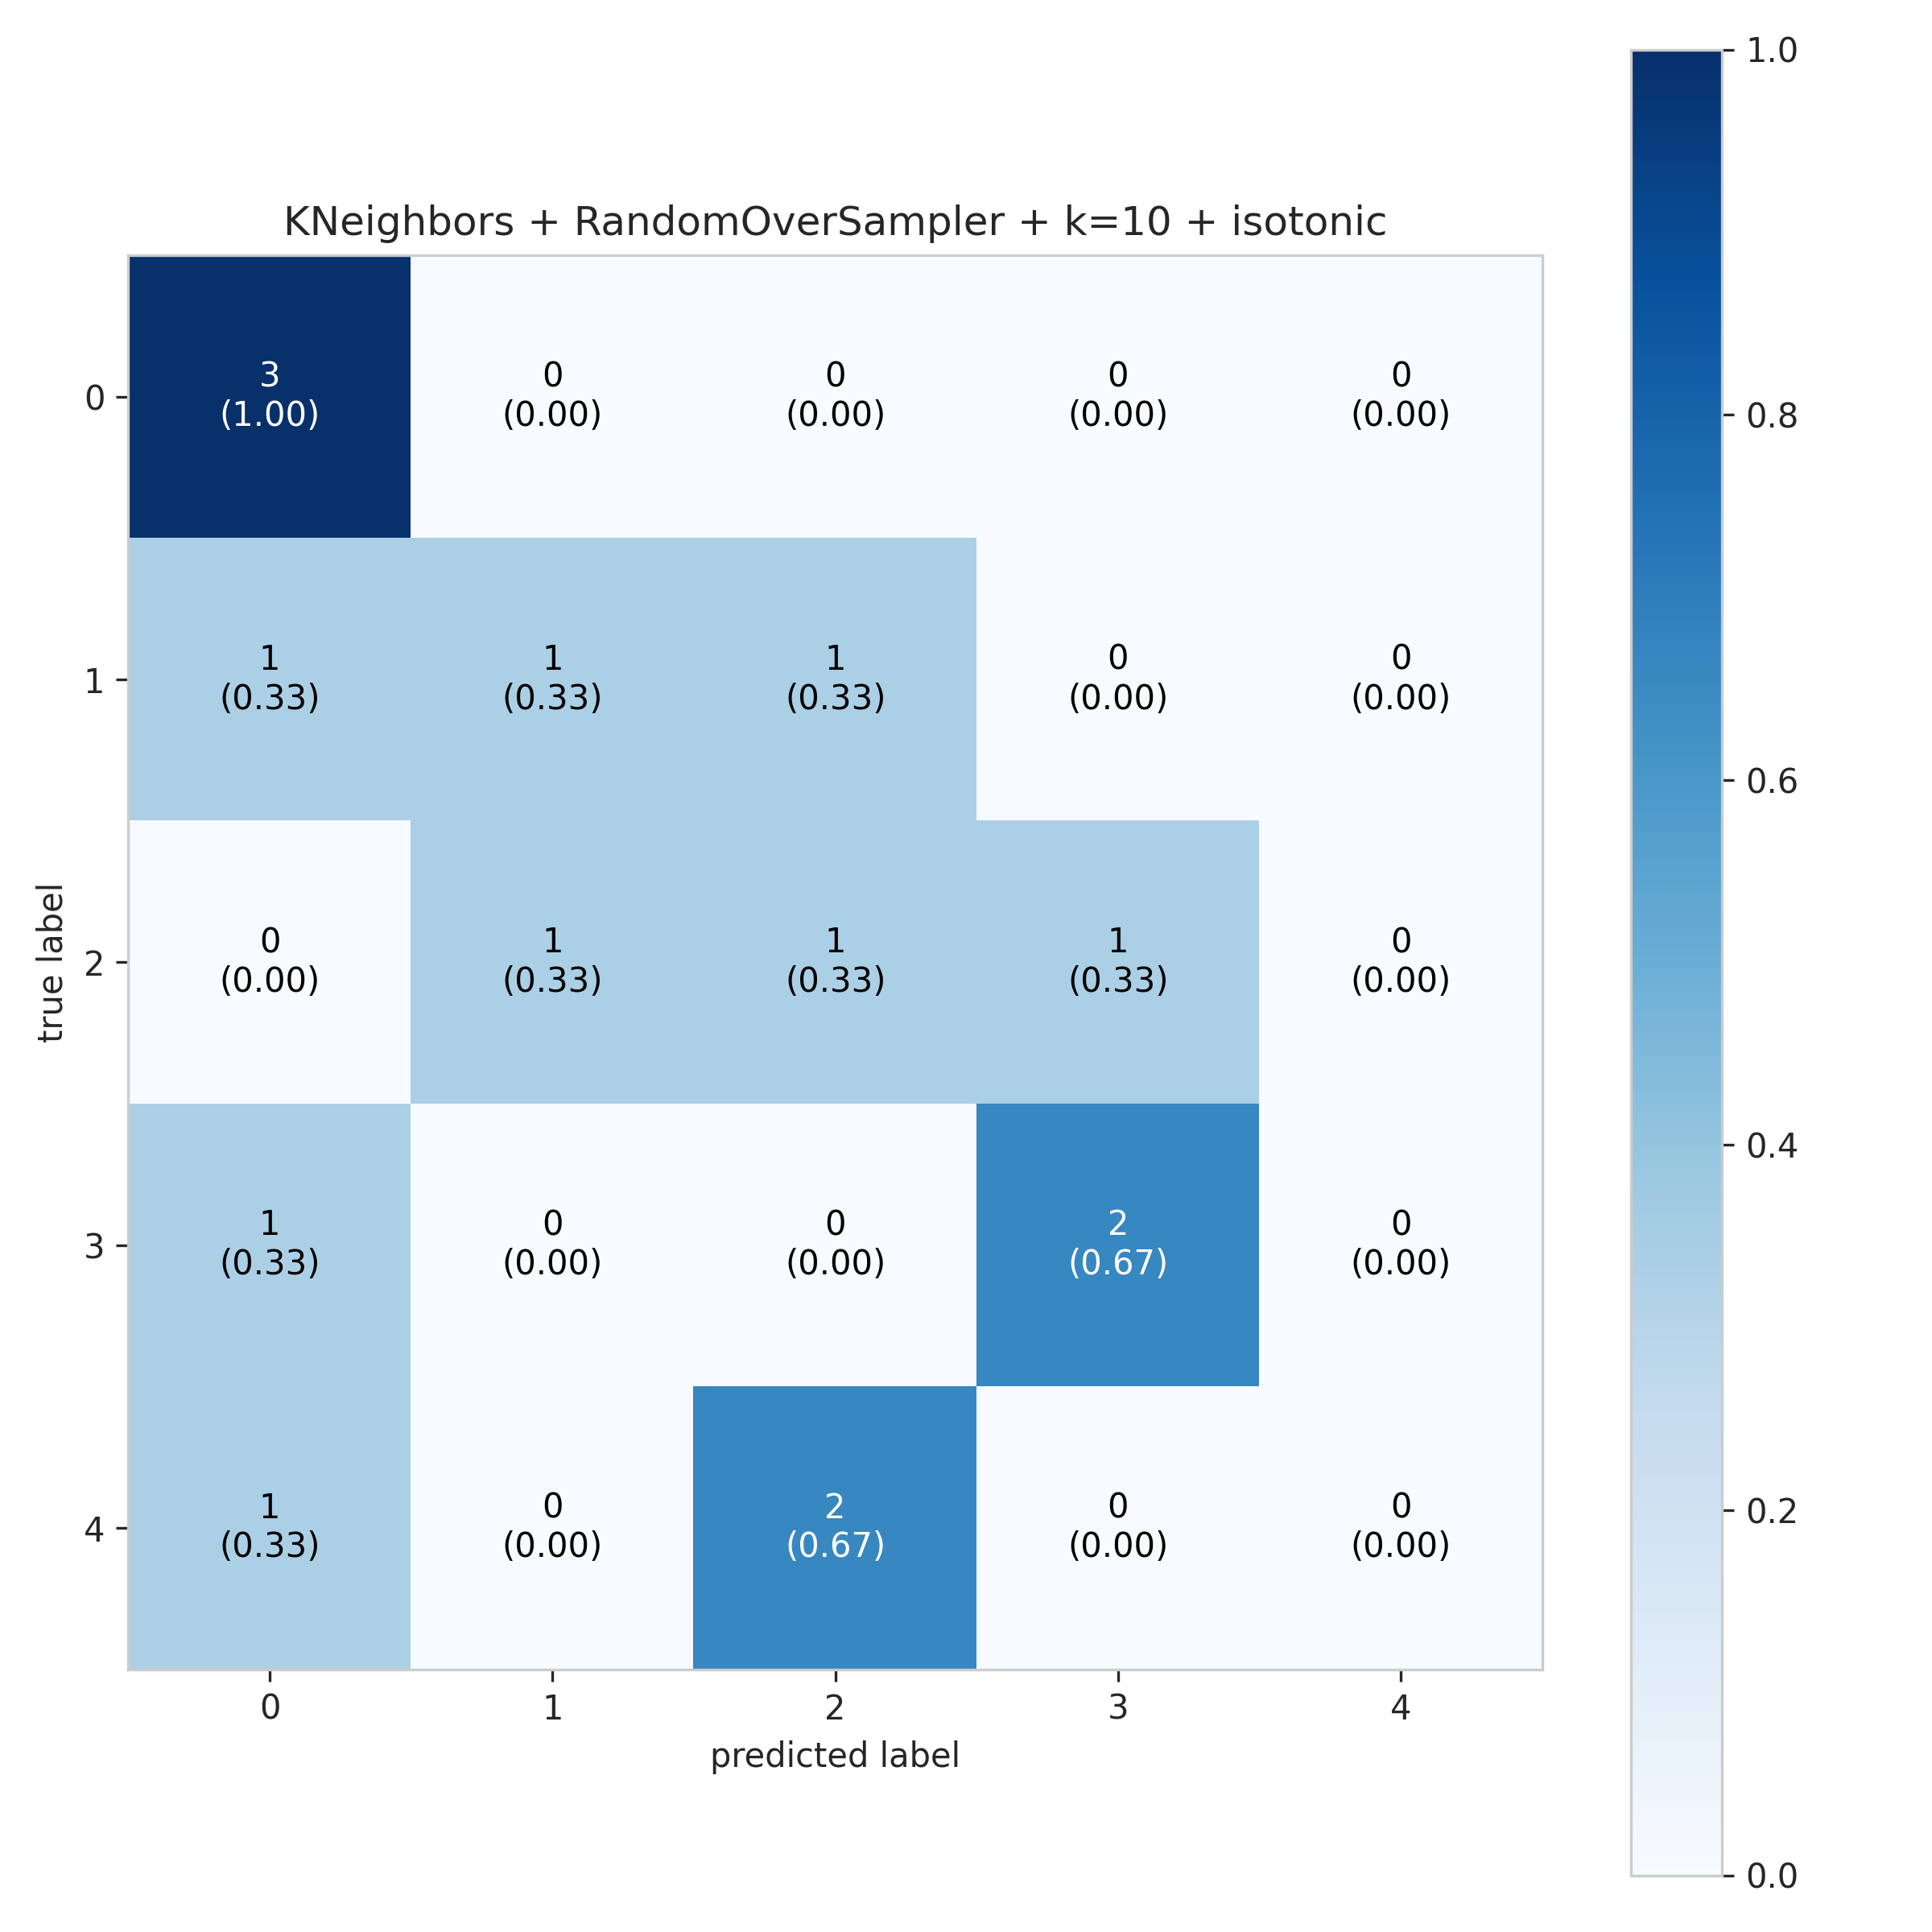 KNeighbors + RandomOverSampler + k=10 + isotonic
1.0
0.8
0.6
0.4
0.2
0.0
true label
0
3 0 0 0 0
(1.00) (0.00) (0.00) (0.00) (0.00)
1
1 1 1 0 0
(0.33) (0.33) (0.33) (0.00) (0.00)
2
0 1 1 1 0
(0.00) (0.33) (0.33) (0.33) (0.00)
3
1 0 0 2 0
(0.33) (0.00) (0.00) (0.67) (0.00)
4
1 0 2 0 0
(0.33) (0.00) (0.67) (0.00) (0.00)
0 1 2 3 4
predicted label